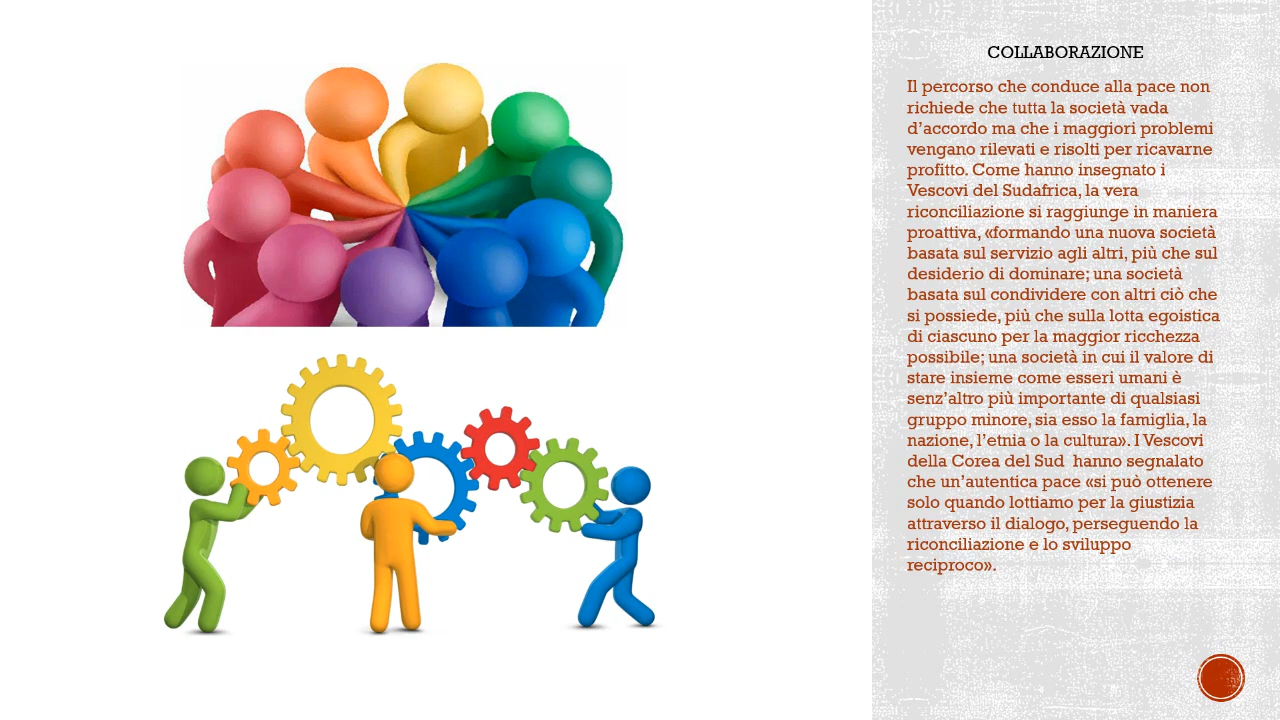 COLLABORAZIONE
Il percorso che conduce alla pace non
richiede che tutta la società vada
d’accordo ma che i maggiori problemi
vengano rilevati e risolti per ricavarne
profitto. Come hanno insegnato i
Vescovi del Sudafrica, la vera
riconciliazione si raggiunge in maniera
proattiva, «formando una nuova società
basata sul servizio agli altri, più che sul
desiderio di dominare; una società
basata sul condividere con altri ciò che
si possiede, più che sulla lotta egoistica
di ciascuno per la maggior ricchezza
possibile; una società in cui il valore di
stare insieme come esseri umani è
senz’altro più importante di qualsiasi
gruppo minore, sia esso la famiglia, la
nazione, l’etnia o la cultura». I Vescovi
della Corea del Sud  hanno segnalato
che un’autentica pace «si può ottenere
solo quando lottiamo per la giustizia
attraverso il dialogo, perseguendo la
riconciliazione e lo sviluppo
reciproco».